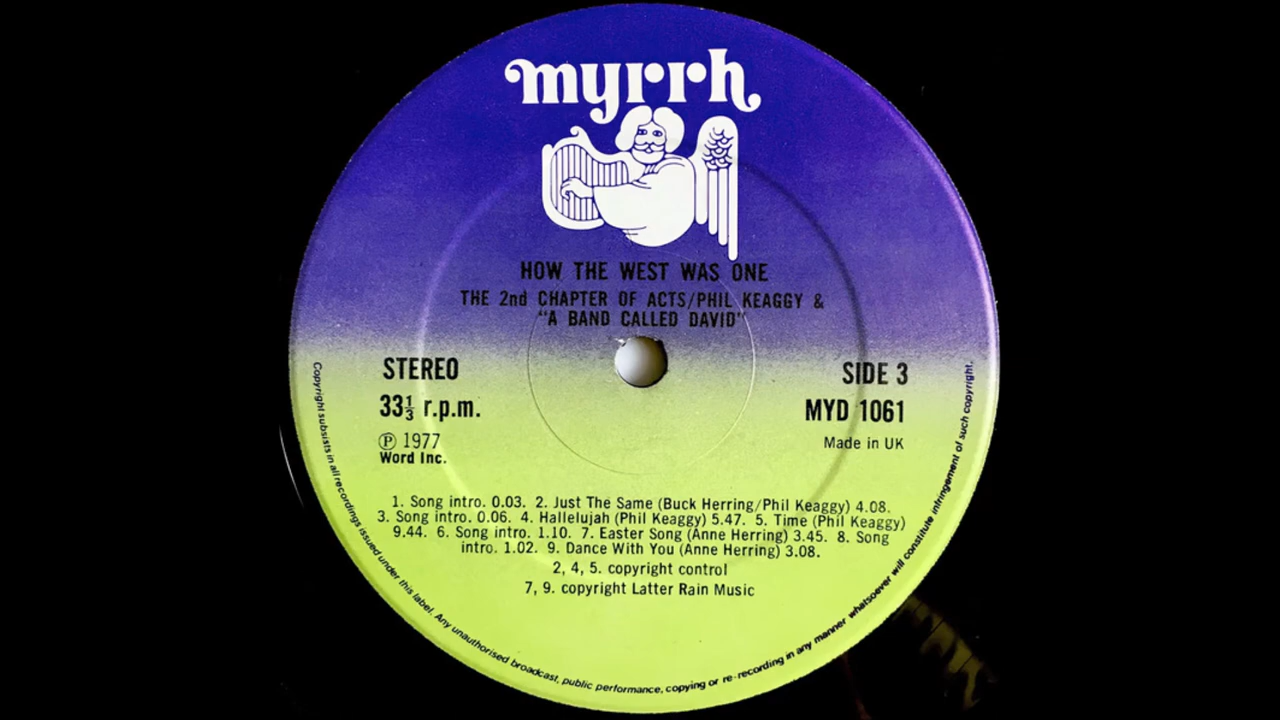 myrrh
HOW THE WEST WAS ONE
THE 2nd CHAPTER OF ACTS/PHIL KEAGGY &
"A BAND CALLED DAVID"
STEREO
SIDE 3
33⅓ r.p.m.
MYD 1061
Ⓟ 1977
Made in UK
Word Inc.
1. Song intro. 0.03. 2. Just The Same (Buck Herring/Phil Keaggy) 4.08.
3. Song intro. 0.06. 4. Hallelujah (Phil Keaggy) 5.47. 5. Time (Phil Keaggy)
9.44. 6. Song intro. 1.10. 7. Easter Song (Anne Herring) 3.45. 8. Song
intro. 1.02. 9. Dance With You (Anne Herring) 3.08.
2, 4, 5. copyright control
7, 9. copyright Latter Rain Music
Copyright subsists in all recordings issued under this label. Any unauthorised broadcast, public performance, copying or re-recording in any manner whatsoever will constitute infringement of such copyright.